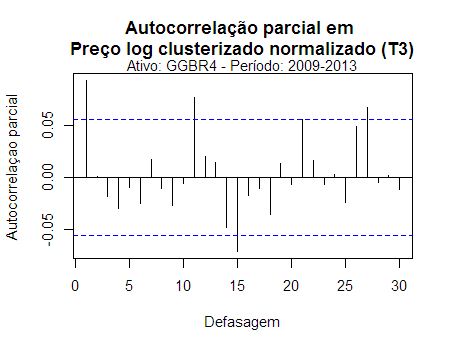 Autocorrelação parcial em
Preço log clusterizado normalizado (T3)
Ativo: GGBR4 - Período: 2009-2013
Autocorrelaçao parcial
0.05
0.00
-0.05
0 5 10 15 20 25 30
Defasagem